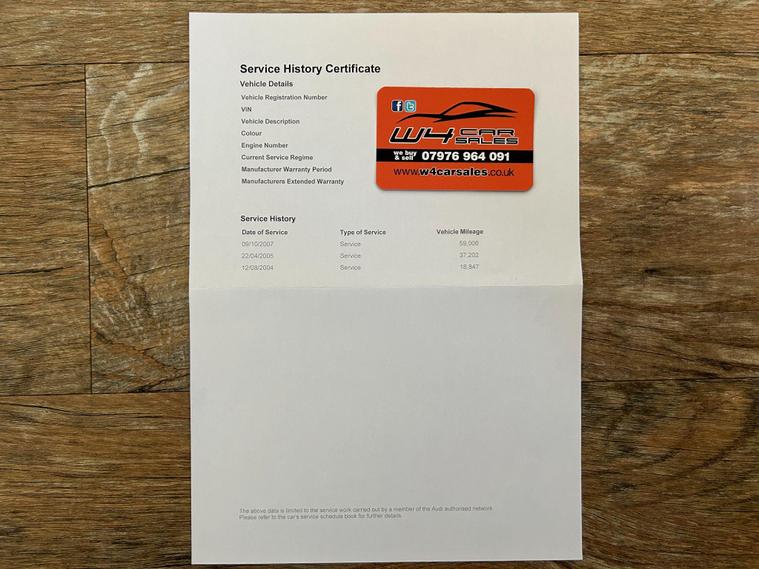 Service History Certificate
Vehicle Details
Vehicle Registration Number
VIN
Vehicle Description
Colour
Engine Number
Current Service Regime
Manufacturer Warranty Period
Manufacturers Extended Warranty
f t
W4 CAR SALES
we buy & sell 07976 964 091
www.w4carsales.co.uk
Service History
Date of Service Type of Service Vehicle Mileage
09/10/2007 Service 59,006
22/04/2005 Service 37,202
12/08/2004 Service 18,847
The above data is limited to the service work carried out by a member of the Audi authorised network
Please refer to the car's service schedule book for further details